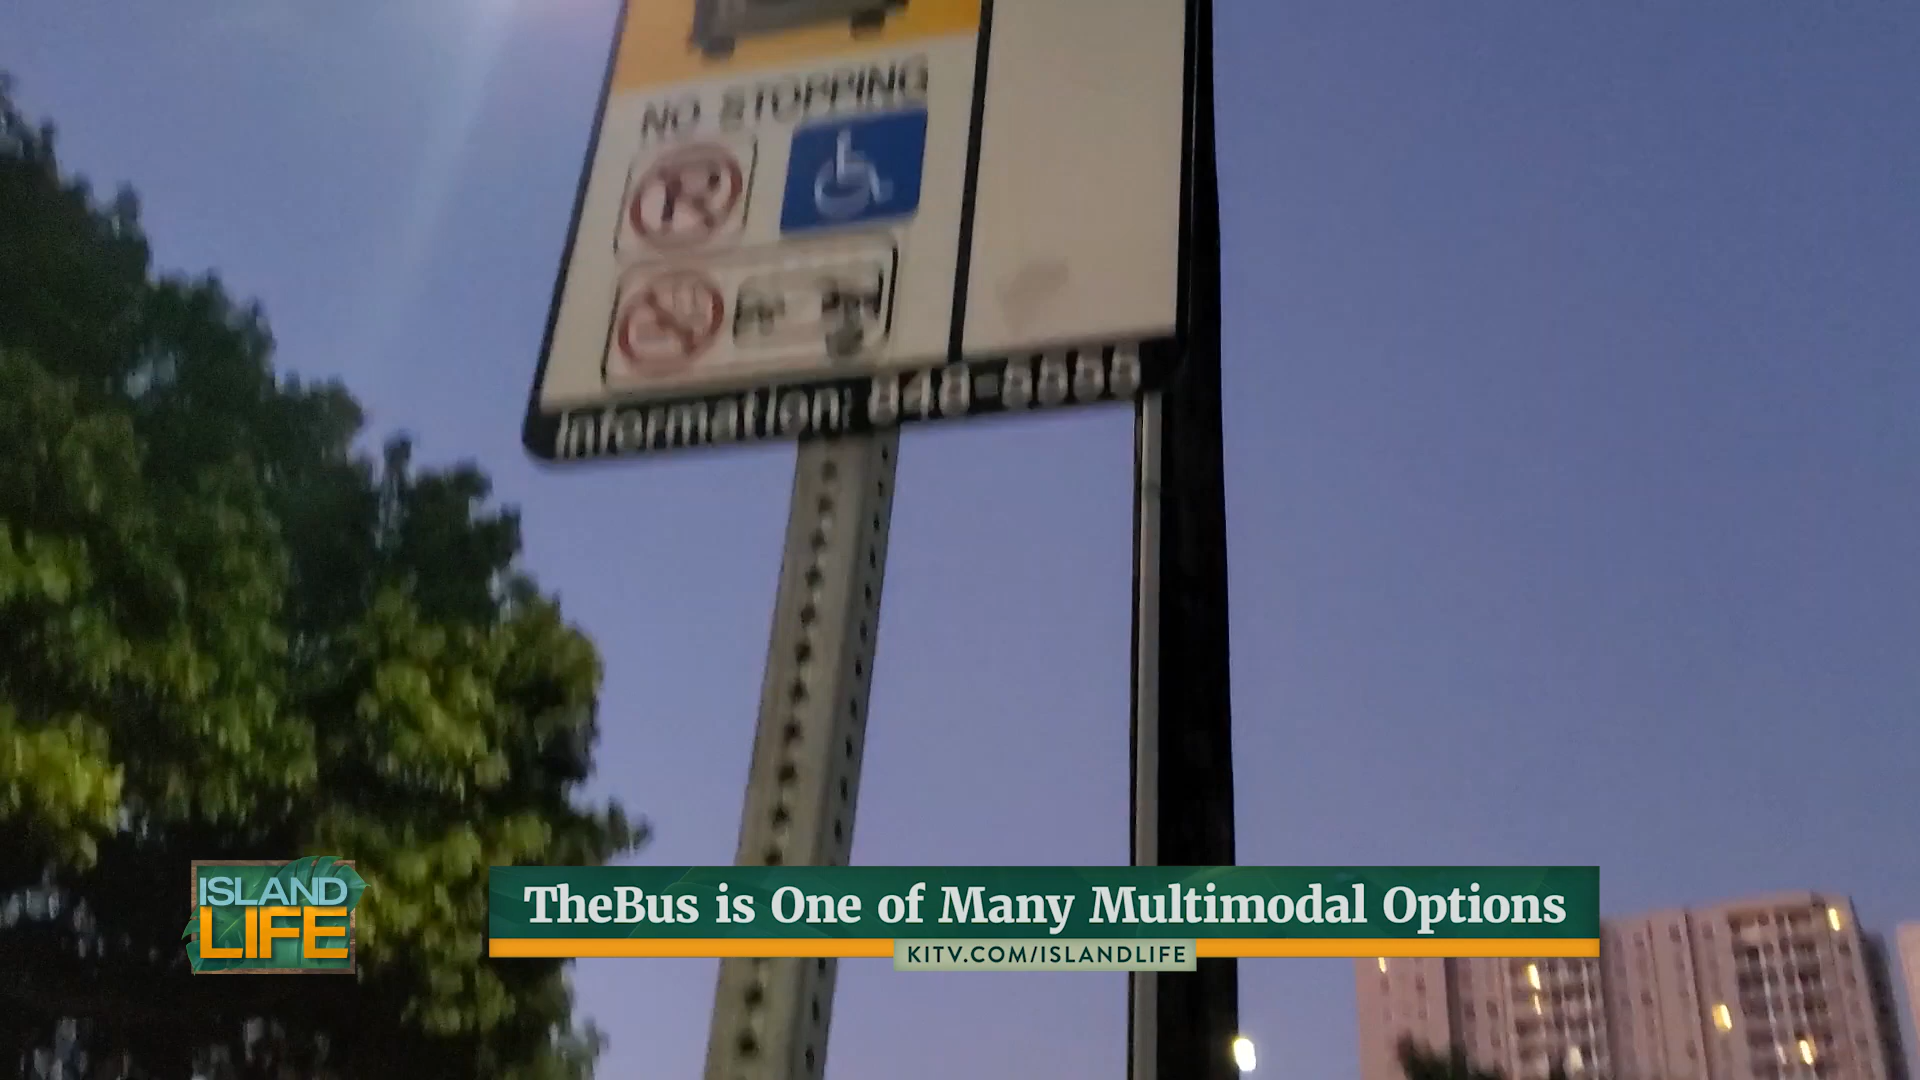 NO STOPPING
Information: 848-5555
ISLAND
LIFE
TheBus is One of Many Multimodal Options
KITV.COM/ISLANDLIFE